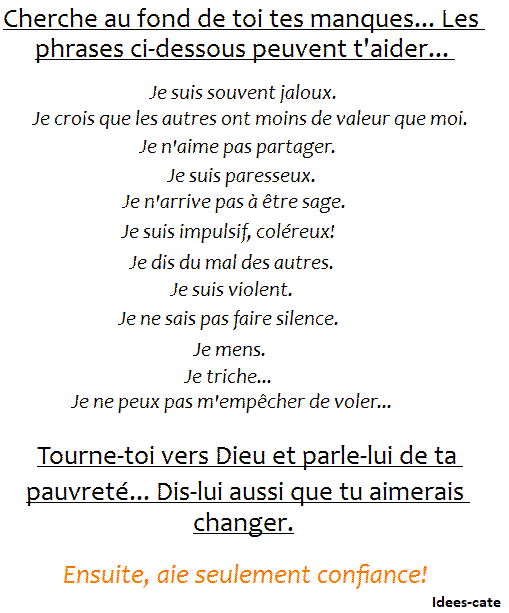 Cherche au fond de toi tes manques... Les
phrases ci-dessous peuvent t'aider...
Je suis souvent jaloux.
Je crois que les autres ont moins de valeur que moi.
Je n'aime pas partager.
Je suis paresseux.
Je n'arrive pas à être sage.
Je suis impulsif, coléreux!
Je dis du mal des autres.
Je suis violent.
Je ne sais pas faire silence.
Je mens.
Je triche...
Je ne peux pas m'empêcher de voler...
Tourne-toi vers Dieu et parle-lui de ta
pauvreté... Dis-lui aussi que tu aimerais
changer.
Ensuite, aie seulement confiance!
Idees-cate